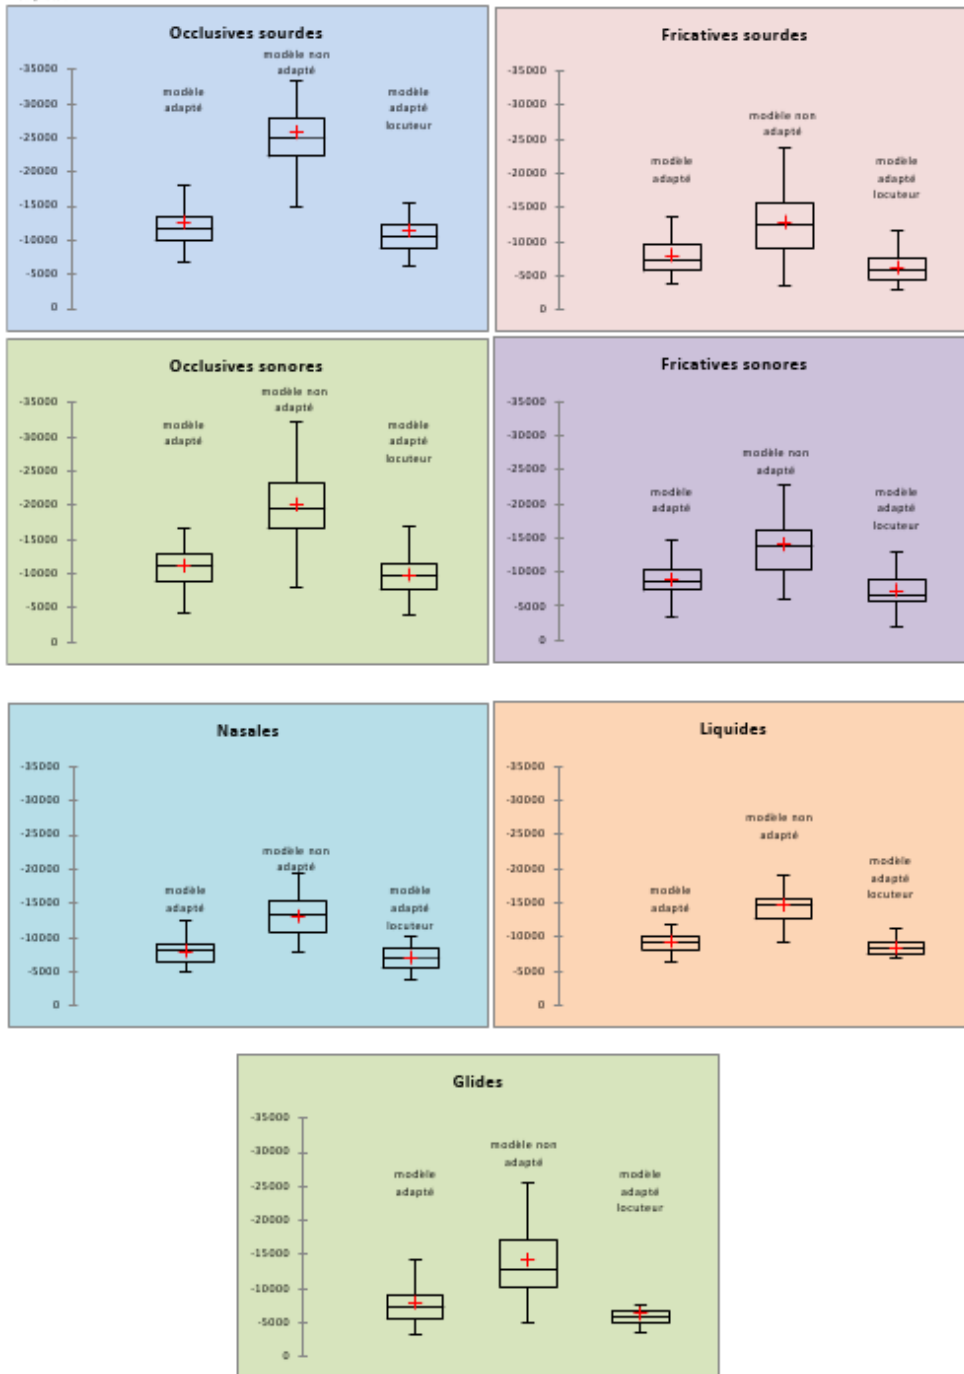 Occlusives sourdes
modèle non
adapté
-35000
modèle
adapté
modèle
adapté
locuteur
-30000
-25000
-20000
-15000
-10000
-5000
0
Fricatives sourdes
-35000
-30000
modèle non
adapté
-25000
modèle
adapté
modèle
adapté
locuteur
-20000
-15000
-10000
-5000
0
Occlusives sonores
modèle non
adapté
-35000
modèle
adapté
modèle
adapté
locuteur
-30000
-25000
-20000
-15000
-10000
-5000
0
Fricatives sonores
-35000
-30000
modèle non
adapté
-25000
modèle
adapté
modèle
adapté
locuteur
-20000
-15000
-10000
-5000
0
Nasales
-35000
-30000
-25000
modèle non
adapté
-20000
modèle
adapté
modèle
adapté
locuteur
-15000
-10000
-5000
0
Liquides
-35000
-30000
modèle non
adapté
-25000
modèle
adapté
modèle
adapté
locuteur
-20000
-15000
-10000
-5000
0
Glides
-35000
-30000
modèle non
adapté
modèle
adapté
modèle
adapté
locuteur
-25000
-20000
-15000
-10000
-5000
0